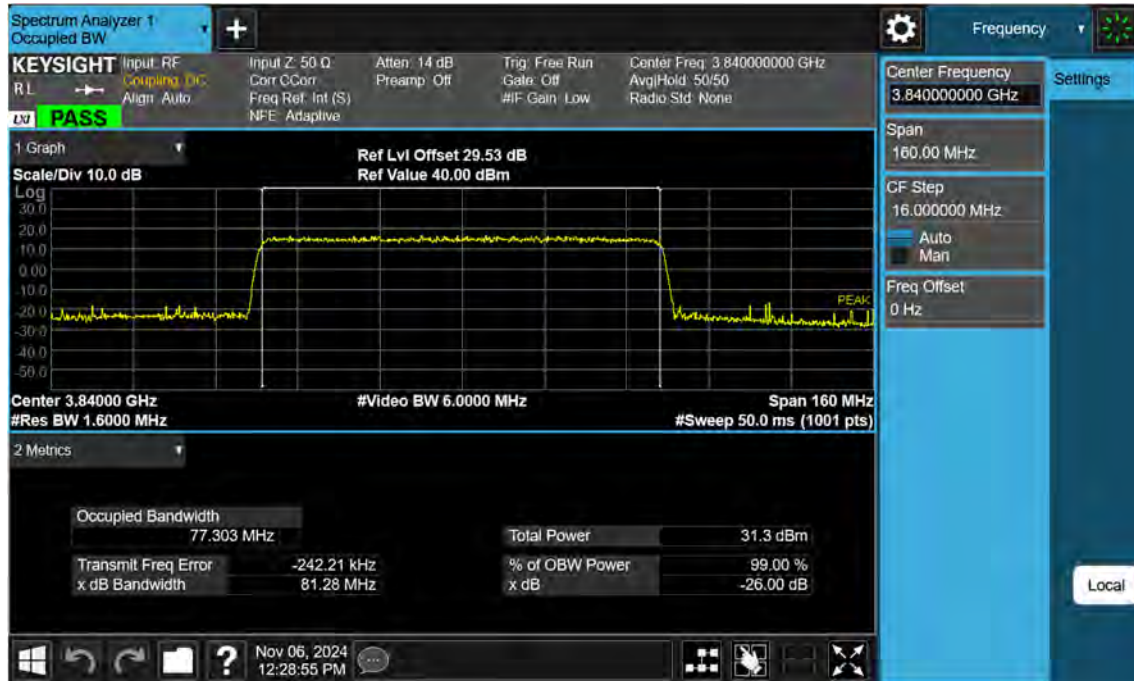 Spectrum Analyzer 1
Occupied BW
+
Frequency
KEYSIGHT
RL
LXI
PASS
Input: RF
Coupling: DC
Align: Auto
Input Z: 50 Ω
Corr CCorr
Freq Ref: Int (S)
NFE: Adaptive
Atten: 14 dB
Preamp: Off
Trig: Free Run
Gate: Off
#IF Gain: Low
Center Freq: 3.840000000 GHz
Avg|Hold: 50/50
Radio Std: None
Center Frequency
3.840000000 GHz
Settings
Span
160.00 MHz
CF Step
16.000000 MHz
Auto
Man
Freq Offset
0 Hz
1 Graph
Scale/Div 10.0 dB
Ref Lvl Offset 29.53 dB
Ref Value 40.00 dBm
Log
30.0
20.0
10.0
0.00
-10.0
-20.0
-30.0
-40.0
-50.0
PEAK
Center 3.84000 GHz
#Video BW 6.0000 MHz
Span 160 MHz
#Res BW 1.6000 MHz
#Sweep 50.0 ms (1001 pts)
2 Metrics
Occupied Bandwidth
77.303 MHz
Total Power 31.3 dBm
Transmit Freq Error -242.21 kHz
% of OBW Power 99.00 %
x dB Bandwidth 81.28 MHz
x dB -26.00 dB
Local
?
Nov 06, 2024
12:28:55 PM